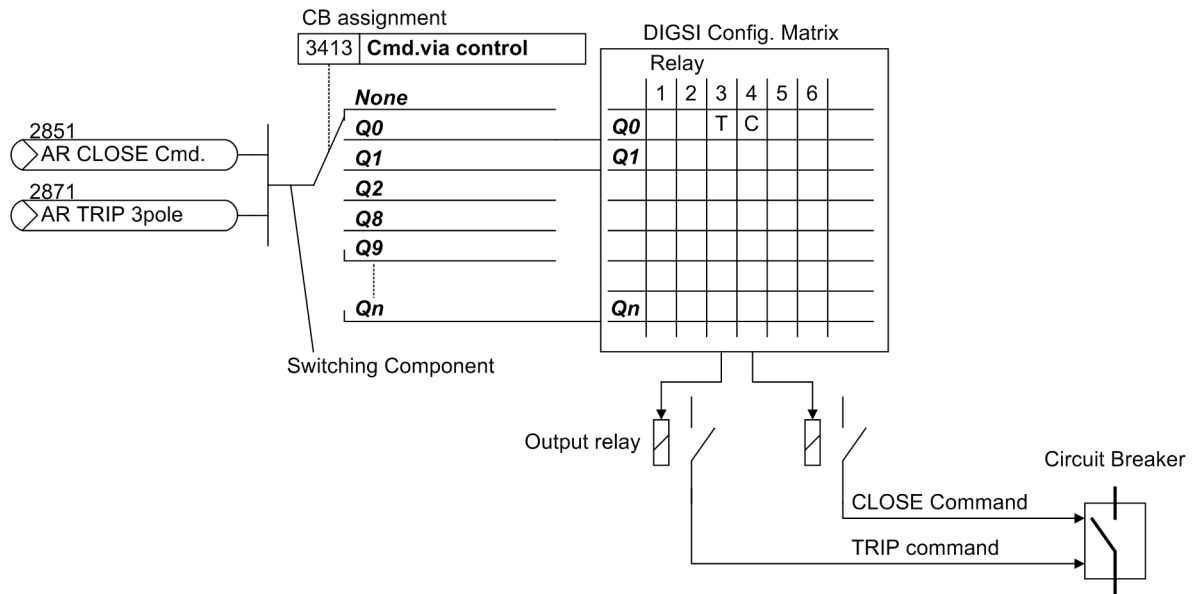 CB assignment
3413 Cmd.via control
DIGSI Config. Matrix
Relay
1 2 3 4 5 6
None
Q0
Q1
Q2
Q8
Q9
Qn
Q0 T C
Q1
Qn
2851
AR CLOSE Cmd.
2871
AR TRIP 3pole
Switching Component
Output relay
Circuit Breaker
CLOSE Command
TRIP command